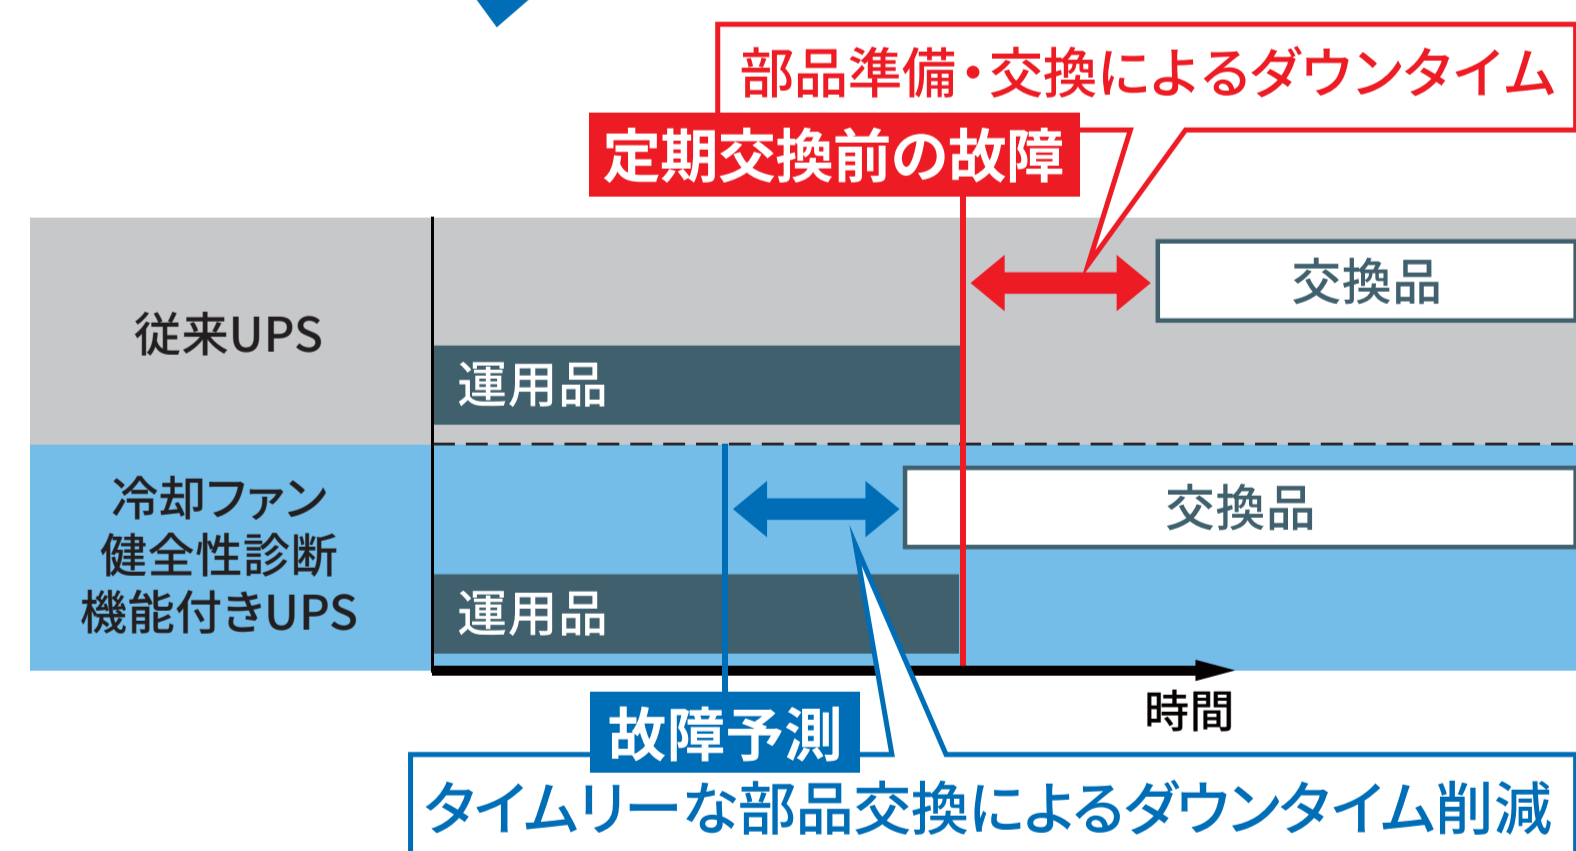 部品準備・交換によるダウンタイム
定期交換前の故障
従来UPS
交換品
運用品
冷却ファン
健全性診断
機能付きUPS
交換品
運用品
時間
故障予測
タイムリーな部品交換によるダウンタイム削減